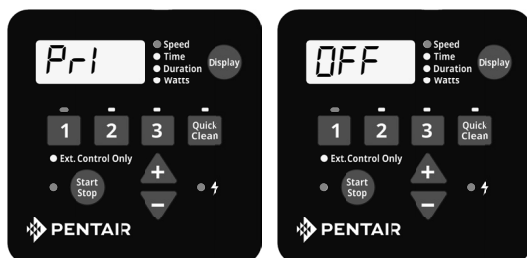 PrI
Speed
Time
Duration
Watts
Display
1
2
3
Quick
Clean
Ext. Control Only
Start
Stop
+
−
PENTAIR
OFF
Speed
Time
Duration
Watts
Display
1
2
3
Quick
Clean
Ext. Control Only
Start
Stop
+
−
PENTAIR